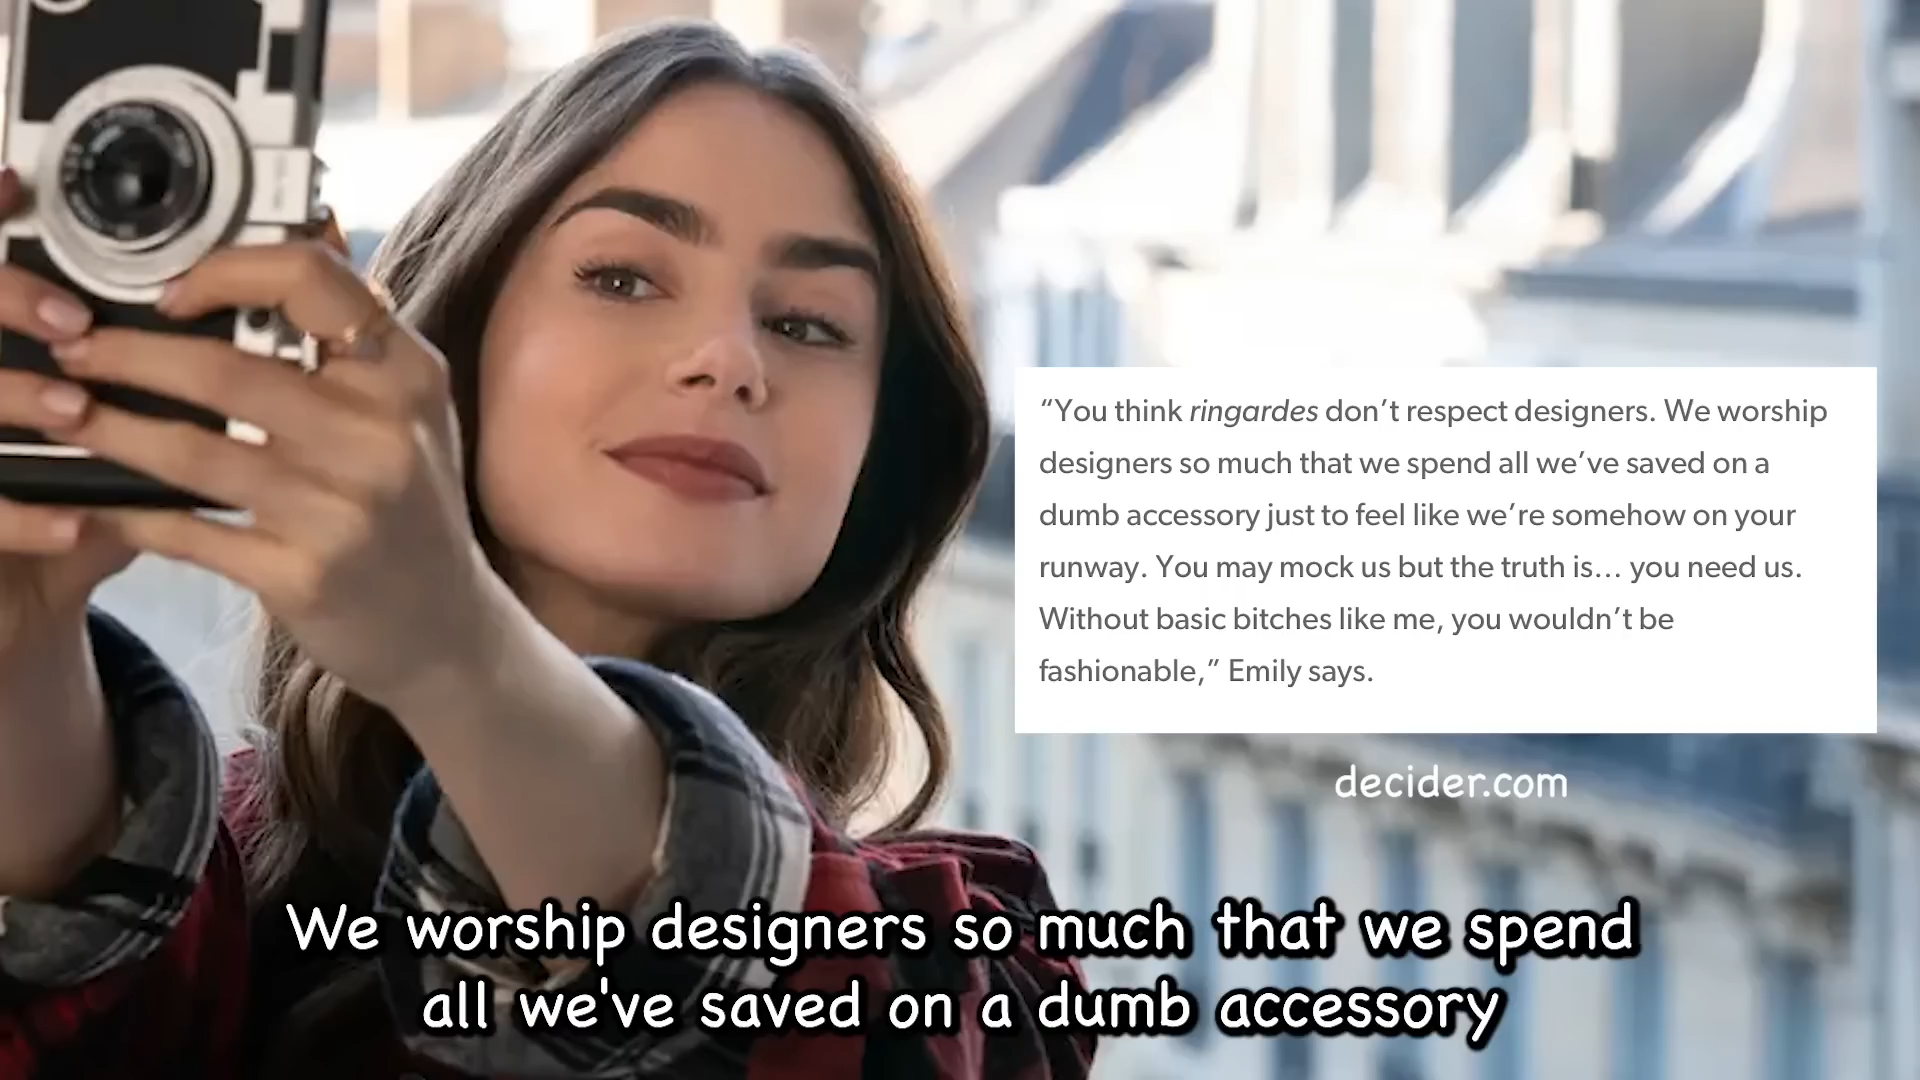 “You think ringardes don’t respect designers. We worship
designers so much that we spend all we’ve saved on a
dumb accessory just to feel like we’re somehow on your
runway. You may mock us but the truth is… you need us.
Without basic bitches like me, you wouldn’t be
fashionable,” Emily says.
decider.com
We worship designers so much that we spend
all we've saved on a dumb accessory